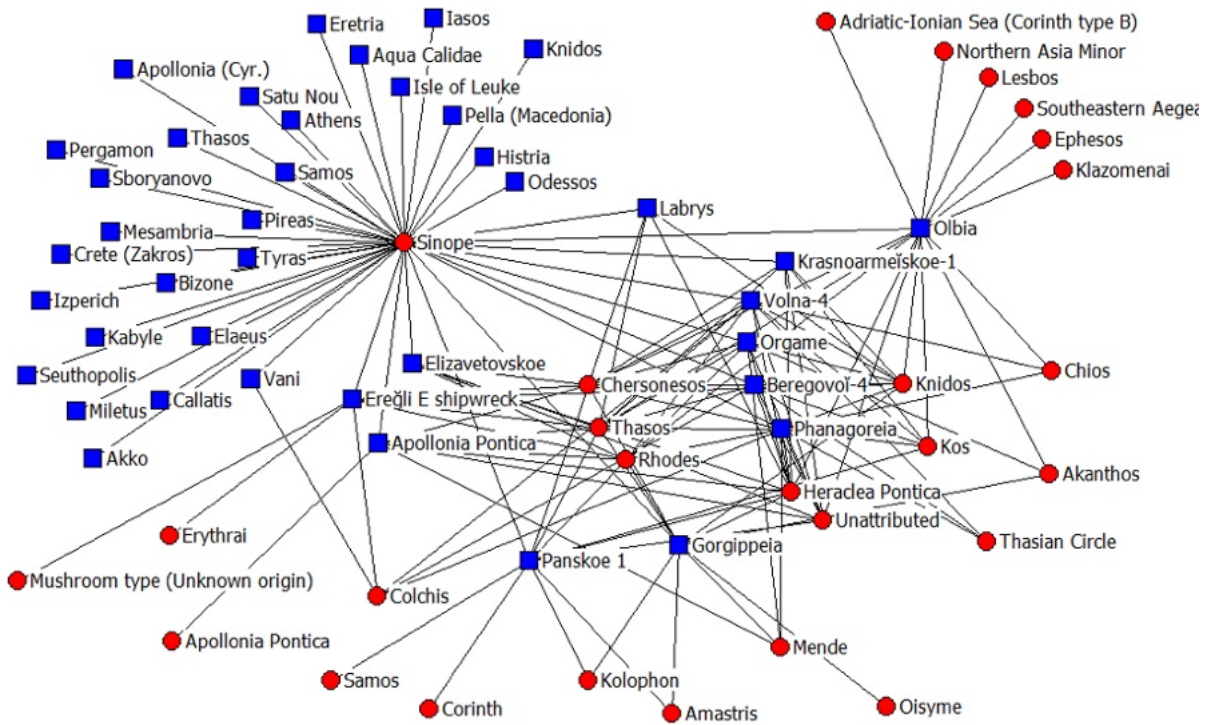 Iasos
Eretria
Adriatic-Ionian Sea (Corinth type B)
Knidos
Northern Asia Minor
Aqua Calidae
Apollonia (Cyr.)
Lesbos
Isle of Leuke
Satu Nou
Southeastern Aegea
Pella (Macedonia)
Athens
Thasos
Ephesos
Pergamon
Histria
Klazomenai
Samos
Sboryanovo
Odessos
Labrys
Pireas
Olbia
Mesambria
Sinope
Crete (Zakros)
Tyras
Krasnoarmeĭskoe-1
Bizone
Izperich
Volna-4
Kabyle
Elaeus
Orgame
Elizavetovskoe
Chios
Seuthopolis
Vani
Chersonesos
Beregovoĭ-4
Knidos
Ereğli E shipwreck
Callatis
Miletus
Thasos
Phanagoreia
Apollonia Pontica
Kos
Akko
Rhodes
Akanthos
Heraclea Pontica
Unattributed
Erythrai
Thasian Circle
Gorgippeia
Panskoe 1
Mushroom type (Unknown origin)
Colchis
Apollonia Pontica
Mende
Samos
Kolophon
Oisyme
Corinth
Amastris